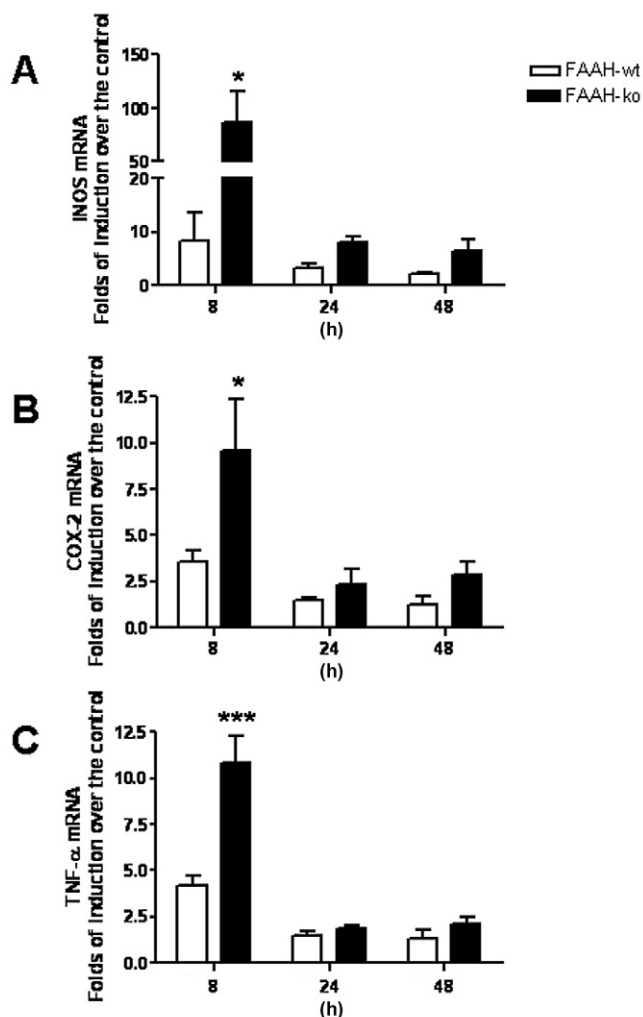 A
FAAH-wt
FAAH-ko
iNOS mRNA
Folds of Induction over the control
150
100
50
20
10
0
*
8
24
48
(h)
B
COX-2 mRNA
Folds of Induction over the control
12.5
10.0
7.5
5.0
2.5
0.0
*
8
24
48
(h)
C
TNF-α mRNA
Folds of Induction over the control
12.5
10.0
7.5
5.0
2.5
0.0
***
8
24
48
(h)